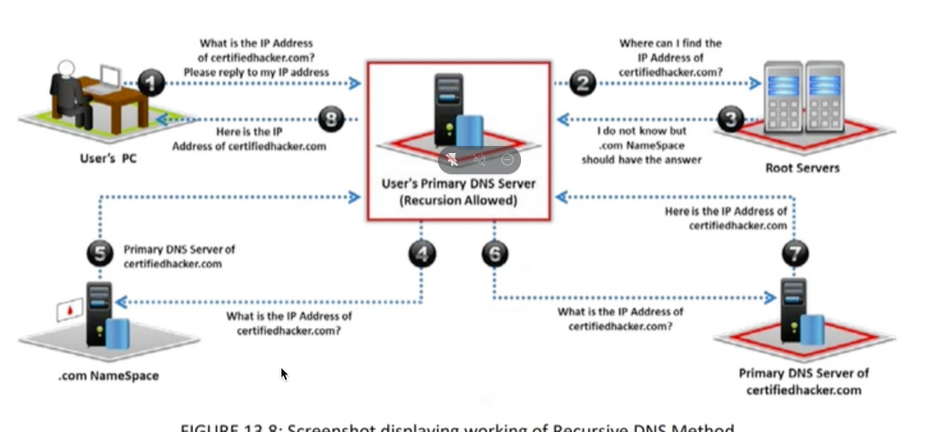 What is the IP Address
of certifiedhacker.com?
Please reply to my IP address
1
Where can I find the
IP Address of
certifiedhacker.com?
2
8
Here is the IP
Address of certifiedhacker.com
User's PC
3
I do not know but
.com NameSpace
should have the answer
Root Servers
User's Primary DNS Server
(Recursion Allowed)
5
Primary DNS Server of
certifiedhacker.com
4
6
Here is the IP Address of
certifiedhacker.com
7
What is the IP Address of
certifiedhacker.com?
What is the IP Address of
certifiedhacker.com?
.com NameSpace
Primary DNS Server of
certifiedhacker.com
FIGURE 13.8: Screenshot displaying working of Recursive DNS Method